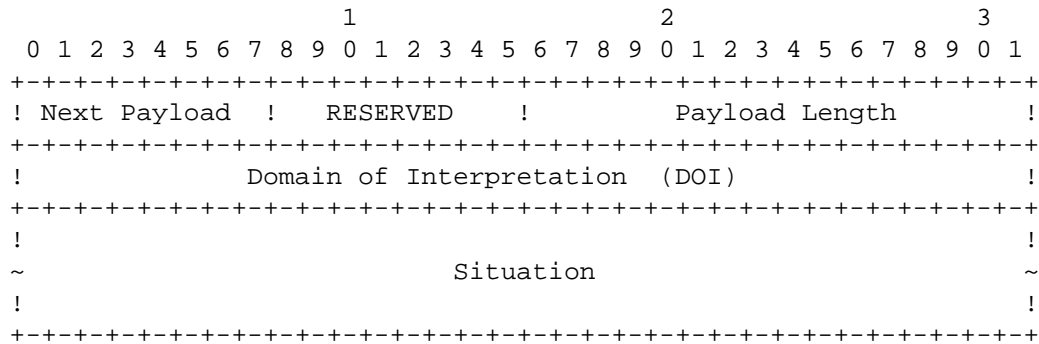 1                   2                   3
 0 1 2 3 4 5 6 7 8 9 0 1 2 3 4 5 6 7 8 9 0 1 2 3 4 5 6 7 8 9 0 1
+-+-+-+-+-+-+-+-+-+-+-+-+-+-+-+-+-+-+-+-+-+-+-+-+-+-+-+-+-+-+-+-+
! Next Payload  !   RESERVED    !         Payload Length        !
+-+-+-+-+-+-+-+-+-+-+-+-+-+-+-+-+-+-+-+-+-+-+-+-+-+-+-+-+-+-+-+-+
!              Domain of Interpretation  (DOI)                  !
+-+-+-+-+-+-+-+-+-+-+-+-+-+-+-+-+-+-+-+-+-+-+-+-+-+-+-+-+-+-+-+-+
!                                                               !
~                           Situation                           ~
!                                                               !
+-+-+-+-+-+-+-+-+-+-+-+-+-+-+-+-+-+-+-+-+-+-+-+-+-+-+-+-+-+-+-+-+